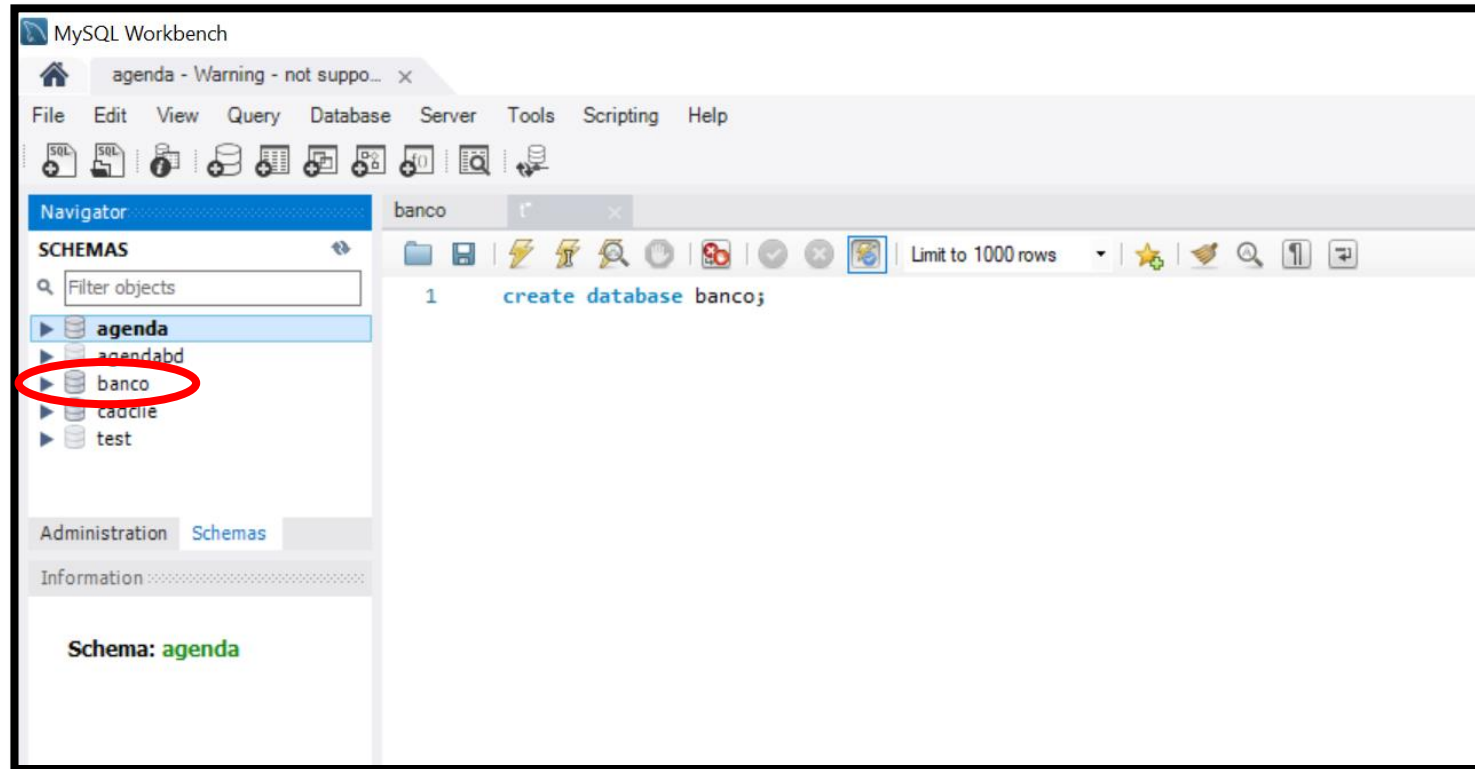 MySQL Workbench
agenda - Warning - not suppo...
File Edit View Query Database Server Tools Scripting Help
SQL SQL
Navigator
SCHEMAS
Filter objects
agenda
agendabd
banco
cadclie
test
Administration Schemas
Information
Schema: agenda
banco
Limit to 1000 rows
1 create database banco;